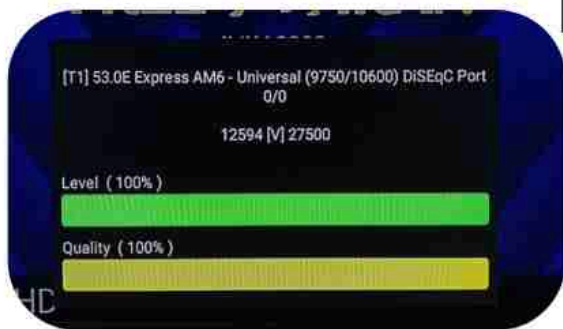 [T1] 53.0E Express AM6 - Universal (9750/10600) DiSEqC Port
0/0
12594 [V] 27500
Level (100%)
Quality (100%)
HD